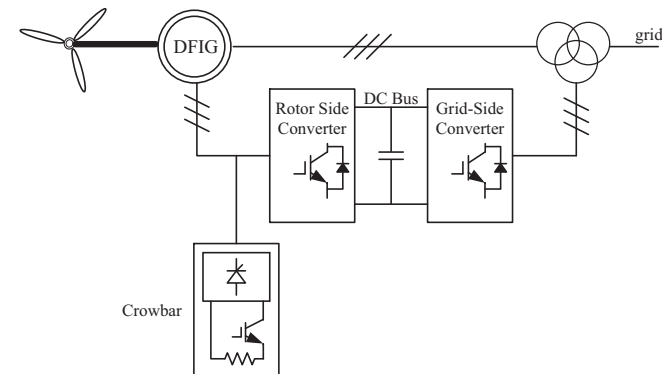 DFIG
grid
DC Bus
Rotor Side
Converter
Grid-Side
Converter
Crowbar